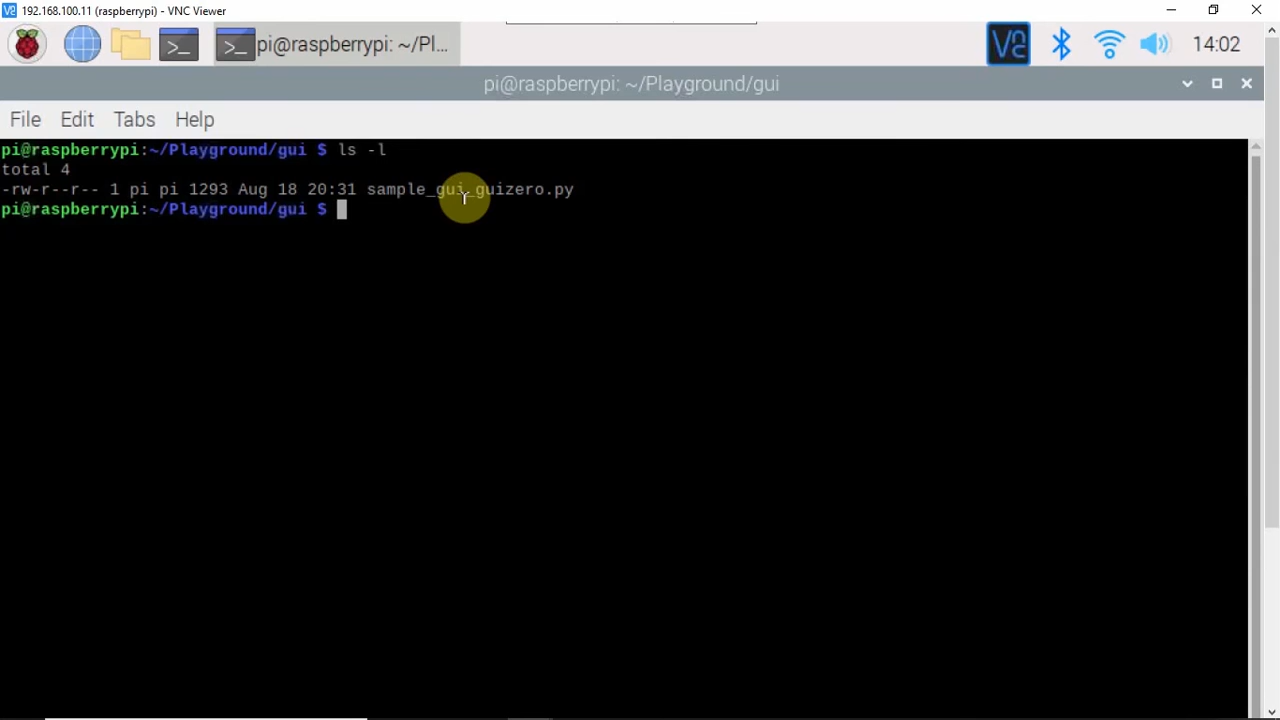 192.168.100.11 (raspberrypi) - VNC Viewer
pi@raspberrypi: ~/Pl...
14:02
pi@raspberrypi: ~/Playground/gui
File Edit Tabs Help
pi@raspberrypi:~/Playground/gui $ ls -l
total 4
-rw-r--r-- 1 pi pi 1293 Aug 18 20:31 sample_gui_guizero.py
pi@raspberrypi:~/Playground/gui $